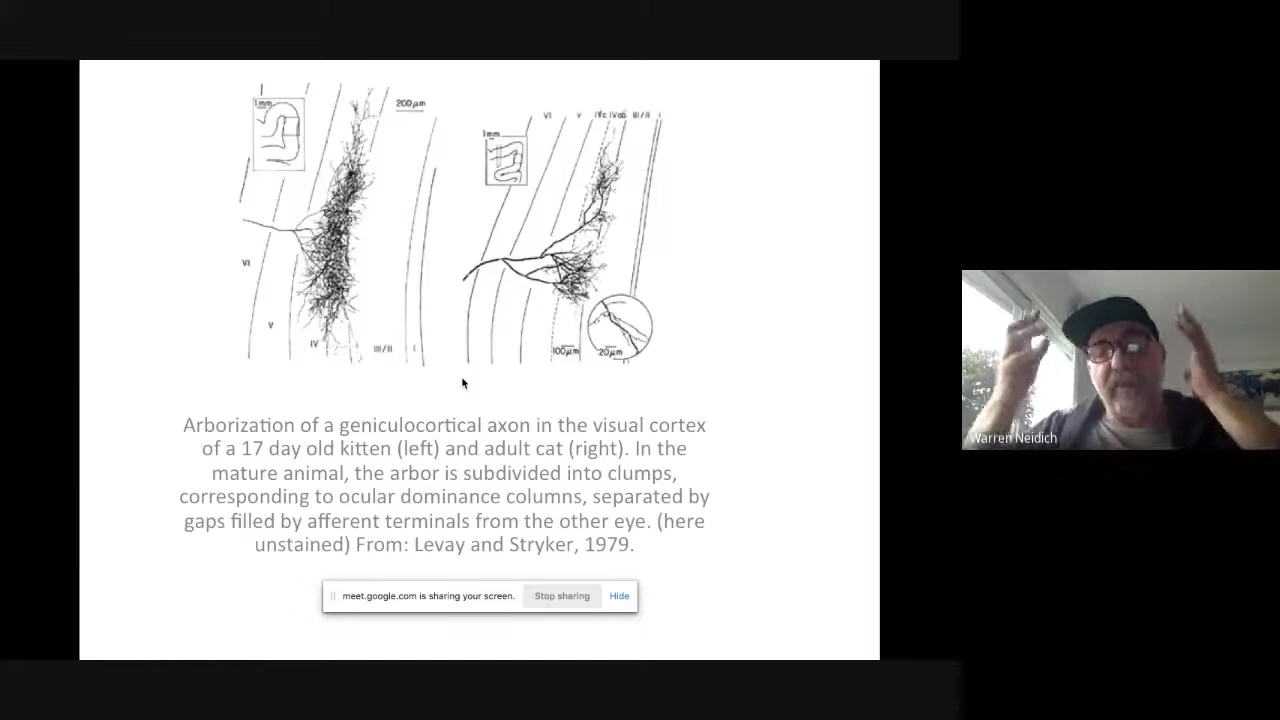 1mm
200 µm
VI
V
IV
III/II
I
VI V IVc IVab III/II I
1mm
100µm
20µm
Arborization of a geniculocortical axon in the visual cortex
of a 17 day old kitten (left) and adult cat (right). In the
mature animal, the arbor is subdivided into clumps,
corresponding to ocular dominance columns, separated by
gaps filled by afferent terminals from the other eye. (here
unstained) From: Levay and Stryker, 1979.
meet.google.com is sharing your screen. Stop sharing Hide
Warren Neidich